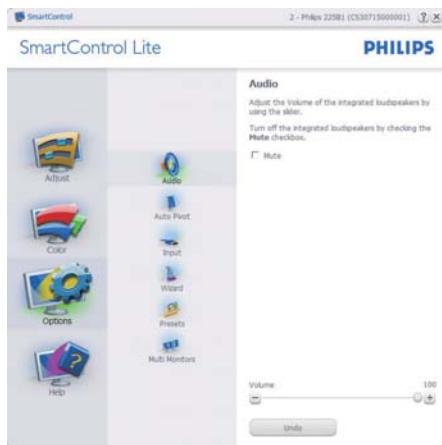 SmartControl
2 - Philips 225B1 (CS30715000001)
SmartControl Lite
PHILIPS
Adjust
Color
Options
Help
Audio
Auto Pivot
Input
Wizard
Presets
Multi Monitors
Audio
Adjust the Volume of the integrated loudspeakers by
using the slider.
Turn off the integrated loudspeakers by checking the
Mute checkbox.
Mute
Volume 100
Undo